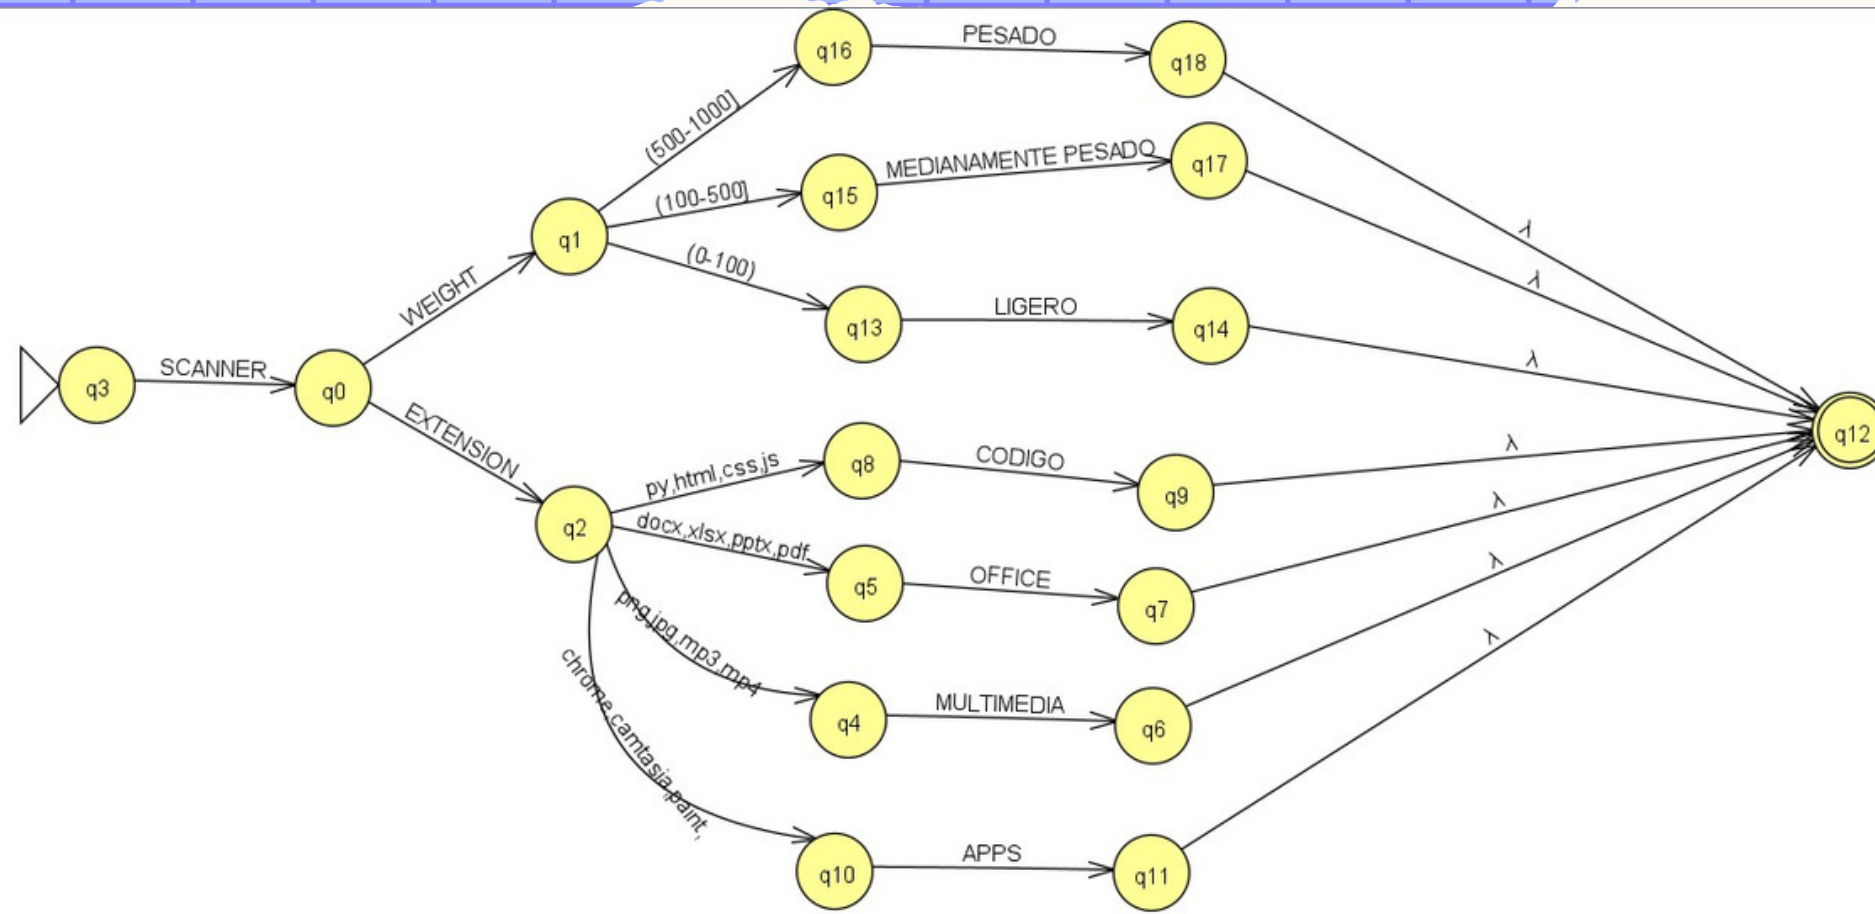 q16
PESADO
q18
(500-1000]
MEDIANAMENTE PESADO
q17
(100-500]
q15
λ
q1
(0-100)
λ
WEIGHT
q13
LIGERO
q14
λ
SCANNER
q3
q0
EXTENSION
q12
py,html,css,js
q8
CODIGO
q9
λ
q2
docx,xlsx,pptx,pdf
q5
OFFICE
q7
λ
png,jpg,mp3,mp4
λ
q4
MULTIMEDIA
q6
λ
chrome,camtasia,paint,
q10
APPS
q11